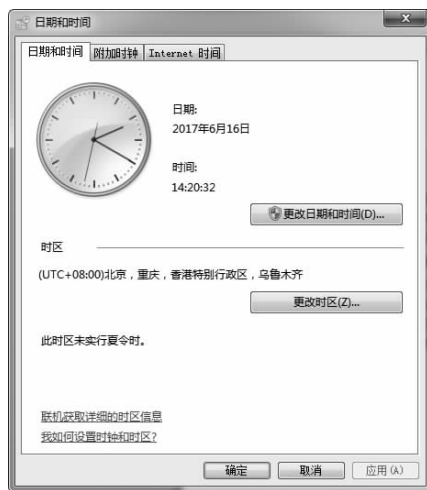 日期和时间
日期和时间 附加时钟 Internet 时间
日期:
2017年6月16日
时间:
14:20:32
更改日期和时间(D)...
时区
(UTC+08:00)北京，重庆，香港特别行政区，乌鲁木齐
更改时区(Z)...
此时区未实行夏令时。
联机获取详细的时区信息
我如何设置时钟和时区?
确定 取消 应用(A)